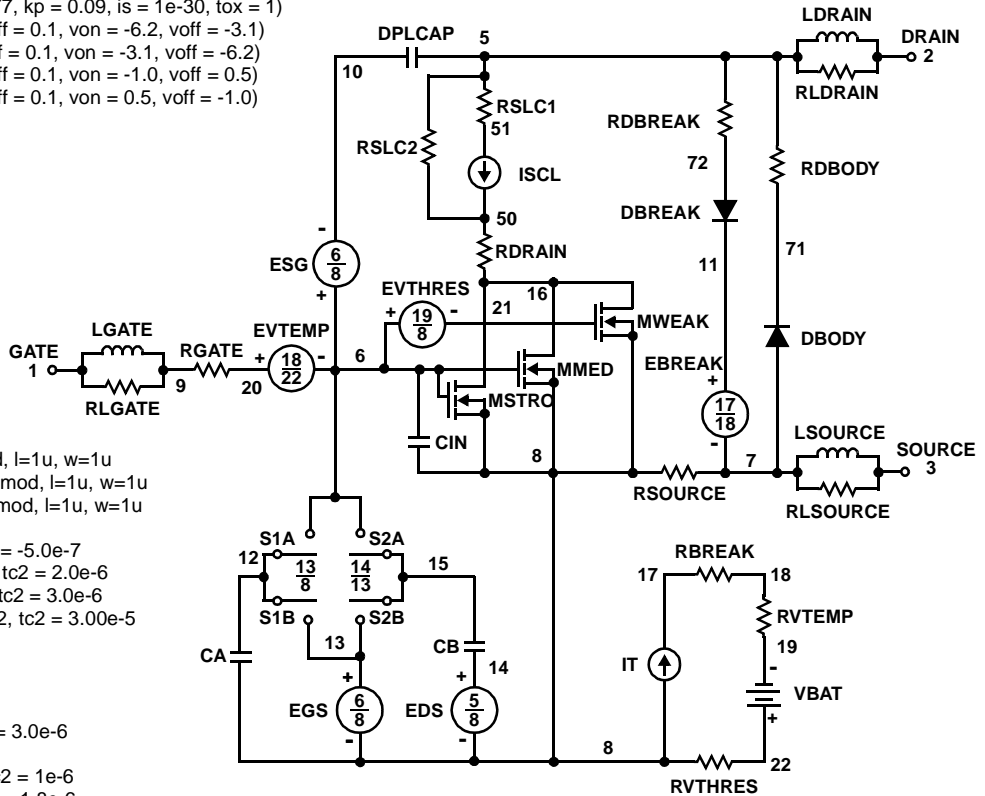 7, kp = 0.09, is = 1e-30, tox = 1)
ff = 0.1, von = -6.2, voff = -3.1)
f = 0.1, von = -3.1, voff = -6.2)
ff = 0.1, von = -1.0, voff = 0.5)
ff = 0.1, von = 0.5, voff = -1.0)
LDRAIN
DPLCAP 5 DRAIN
10 2
RLDRAIN
RSLC1
51
RDBREAK
RSLC2
72 RDBODY
ISCL
DBREAK
50
RDRAIN 71
ESG 6
8
11
EVTHRES 16
19
8
21
MWEAK
LGATE EVTEMP
GATE RGATE 18
22
6 EBREAK DBODY
1 9 20 MMED
RLGATE MSTRO 17
18
CIN LSOURCE
8 7 SOURCE
3
RSOURCE RLSOURCE
d, l=1u, w=1u
mod, l=1u, w=1u
mod, l=1u, w=1u
= -5.0e-7
tc2 = 2.0e-6
tc2 = 3.0e-6
2, tc2 = 3.00e-5
= 3.0e-6
c2 = 1e-6
S1A S2A
12 13
8
14
13
15
S1B S2B
13
CA CB
14
EGS 6
8
EDS 5
8
RBREAK
17 18
RVTEMP
19
IT
VBAT
8 22
RVTHRES
+ -